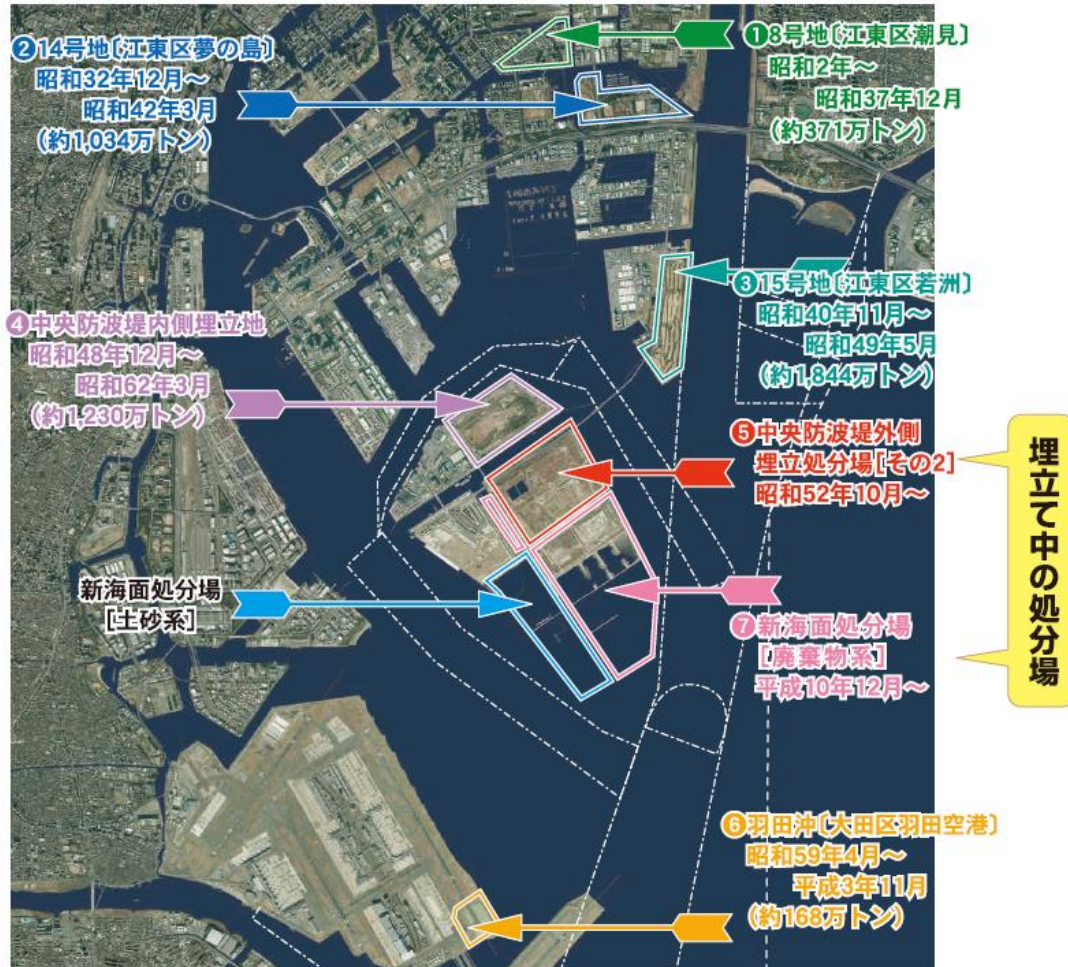 ❶8号地〔江東区潮見〕
昭和2年～
昭和37年12月
（約371万トン）
❷14号地〔江東区夢の島〕
昭和32年12月～
昭和42年3月
（約1,034万トン）
❸15号地〔江東区若洲〕
昭和40年11月～
昭和49年5月
（約1,844万トン）
❹中央防波堤内側埋立地
昭和48年12月～
昭和62年3月
（約1,230万トン）
❺中央防波堤外側
埋立処分場［その2］
昭和52年10月～
新海面処分場
［土砂系］
❼新海面処分場
［廃棄物系］
平成10年12月～
❻羽田沖〔大田区羽田空港〕
昭和59年4月～
平成3年11月
（約168万トン）
埋立て中の処分場